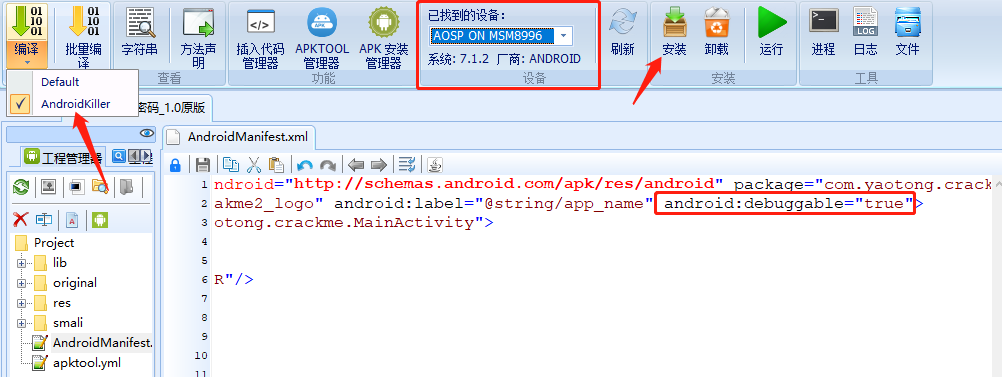 编译
批量编译
字符串
方法声明
查看
插入代码管理器
APKTOOL管理器
APK 安装管理器
功能
已找到的设备：
AOSP ON MSM8996
系统: 7.1.2 厂商: ANDROID
设备
刷新
安装
卸载
安装
运行
进程
LOG
日志
文件
工具
Default
AndroidKiller
密码_1.0原版
工程管理器
工程
Project
lib
original
res
smali
AndroidManifest.
apktool.yml
AndroidManifest.xml
1 ndroid="http://schemas.android.com/apk/res/android" package="com.yaotong.crack
2 akme2_logo" android:label="@string/app_name" android:debuggable="true">
3 otong.crackme.MainActivity">
4
5
6 R"/>
7
8
9
10
11